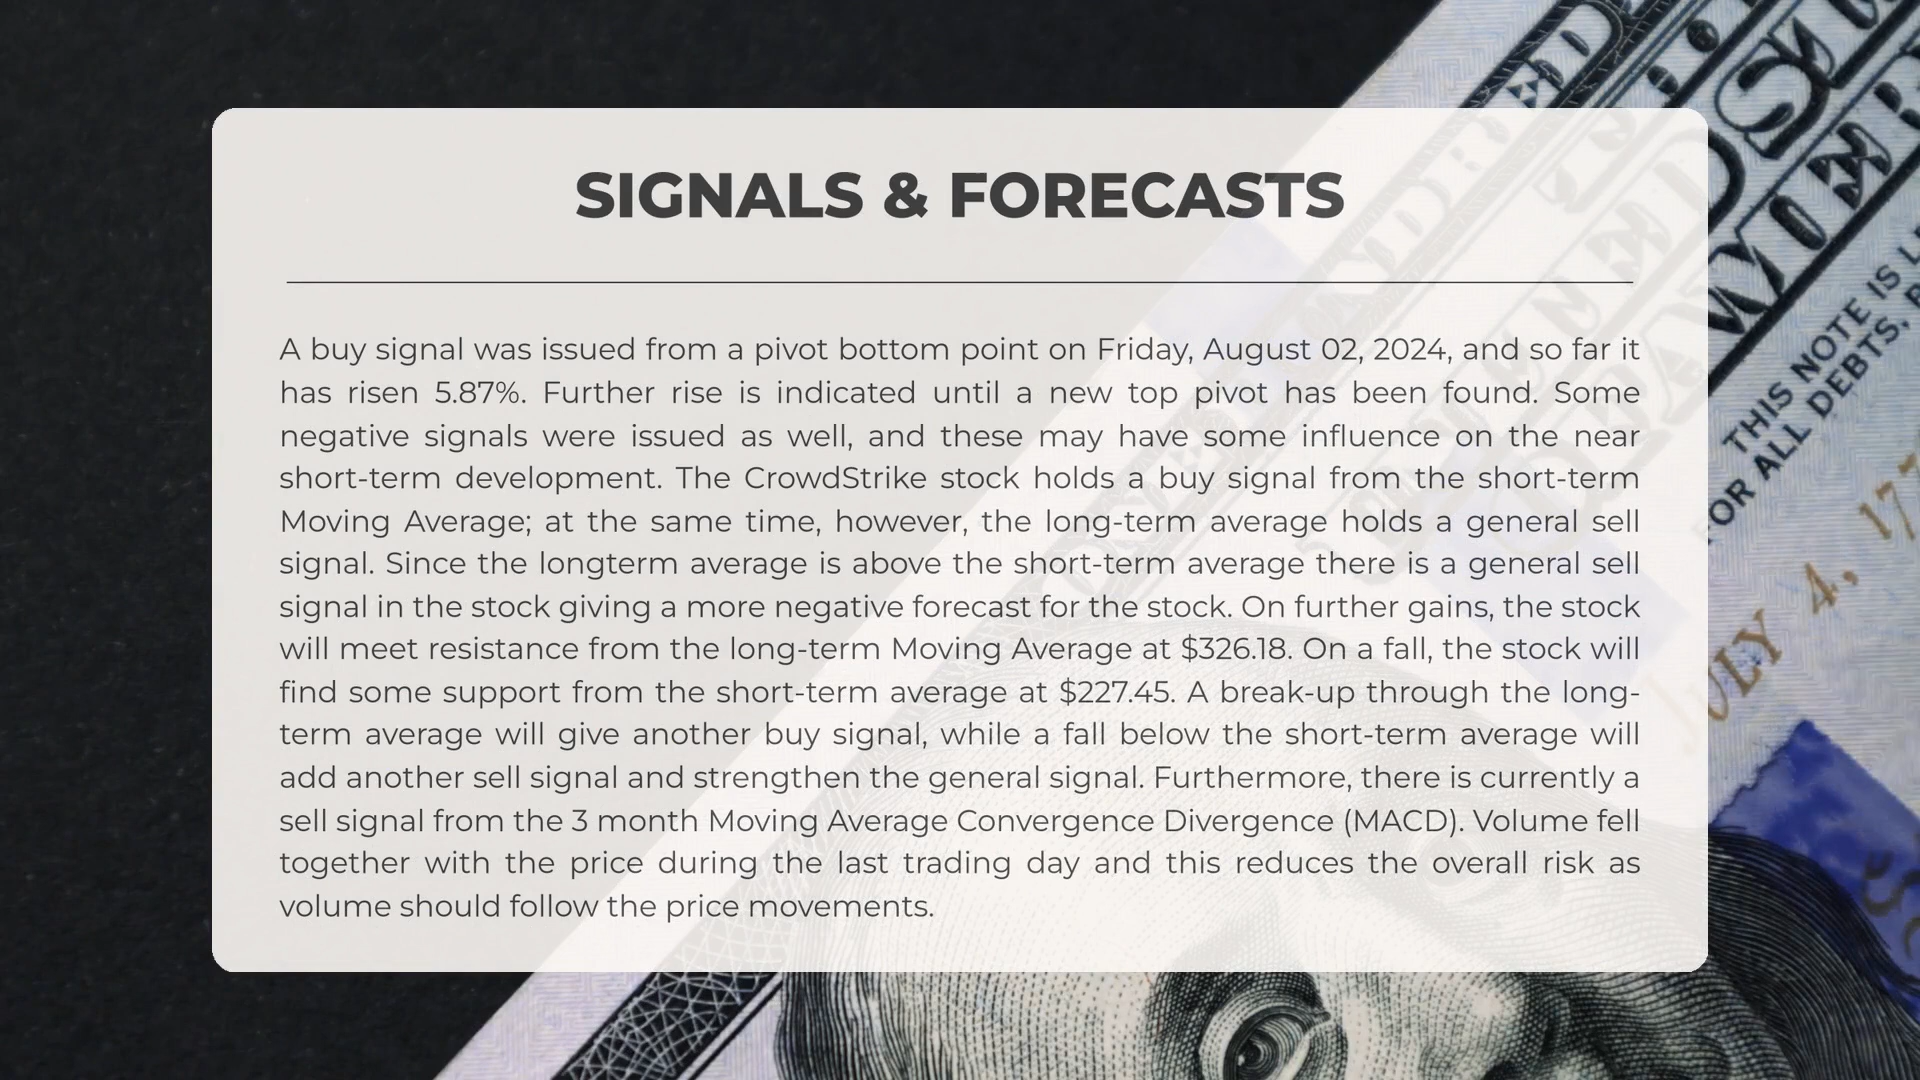 SIGNALS & FORECASTS
A buy signal was issued from a pivot bottom point on Friday, August 02, 2024, and so far it
has risen 5.87%. Further rise is indicated until a new top pivot has been found. Some
negative signals were issued as well, and these may have some influence on the near
short-term development. The CrowdStrike stock holds a buy signal from the short-term
Moving Average; at the same time, however, the long-term average holds a general sell
signal. Since the longterm average is above the short-term average there is a general sell
signal in the stock giving a more negative forecast for the stock. On further gains, the stock
will meet resistance from the long-term Moving Average at $326.18. On a fall, the stock will
find some support from the short-term average at $227.45. A break-up through the long-
term average will give another buy signal, while a fall below the short-term average will
add another sell signal and strengthen the general signal. Furthermore, there is currently a
sell signal from the 3 month Moving Average Convergence Divergence (MACD). Volume fell
together with the price during the last trading day and this reduces the overall risk as
volume should follow the price movements.
THIS NOTE IS
FOR ALL DEBTS,
JULY 4, 17